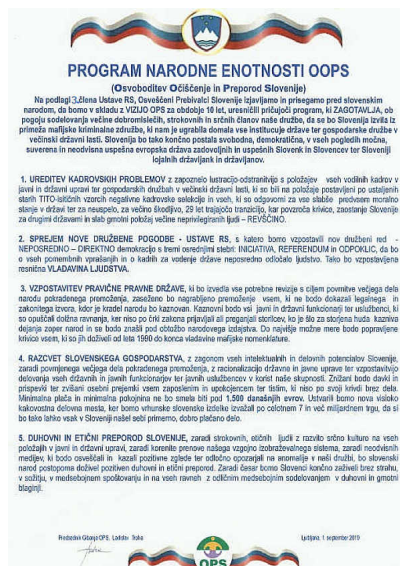 PROGRAM NARODNE ENOTNOSTI OOPS
(Osvoboditev Očiščenje in Preporod Slovenije)
Na podlagi 3.člena Ustave RS, Osveščeni Prebivalci Slovenije izjavljamo in prisegamo pred slovenskim
narodom, da bomo v skladu z VIZIJO OPS za obdobje 10 let, uresničili pričujoči program, ki ZAGOTAVLJA, ob
pogoju sodelovanja večine dobromislečih, strokovnih in srčnih članov naše družbe, da se bo Slovenija izvila iz
primeža mafijske kriminalne združbe, ki nam je ugrabila domala vse institucije države ter gospodarske družbe v
večinski državni lasti. Slovenija bo tako končno postala svobodna, demokratična, v vseh pogledih močna,
suverena in neodvisna uspešna evropska država zadovoljnih in uspešnih Slovenk in Slovencev ter Sloveniji
lojalnih državljank in državljanov.
1. UREDITEV KADROVSKIH PROBLEMOV z zapoznelo lustracijo-odstranitvijo s položajev vseh vodilnih kadrov v
javni in državni upravi ter gospodarskih družbah v večinski državni lasti, ki so bili na položaje postavljeni po ustaljenih
starih TITO-istični vzorcih negativne kadrovske selekcije in vseh, ki so odgovorni za vse slabše predvsem moralno
stanje v državi ter za neuspelo, za večino škodljivo, 29 let trajajočo tranzicijo, kar povzroča krivice, zaostanje Slovenije
za drugimi državami in slab gmotni položaj večine neprivilegiranih ljudi – REVŠČINO.
2. SPREJEM NOVE DRUŽBENE POGODBE - USTAVE RS, s katero bomo vzpostavili nov družbeni red -
NEPOSREDNO – DIREKTNO demokracijo s tremi osrednjimi stebri: INICIATIVA, REFERENDUM in ODPOKLIC, da bo
o vseh pomembnih vprašanjih in o kadrih za vodenje države neposredno odločalo ljudstvo. Tako bo vzpostavljena
resnična VLADAVINA LJUDSTVA.
3. VZPOSTAVITEV PRAVIČNE PRAVNE DRŽAVE, ki bo izvedla vse potrebne revizije s ciljem povrnitve večjega dela
narodu pokradenega premoženja, zaseženo bo nagrabljeno premoženje vsem, ki ne bodo dokazali legalnega in
zakonitega izvora, kdor je kradel narodu bo kaznovan. Kaznovani bodo vsi javni in državni funkcionarji ter uslužbenci, ki
so opuščali dolžna ravnanja, ker niso po črki zakona prijavljali ali preganjali storilcev, ko je šlo za storjena huda kazniva
dejanja zoper narod in se bodo znašli pod obtožbo narodovega izdajstva. Do najvišje možne mere bodo popravljene
krivice vsem, ki so jih doživeli od leta 1990 do konca vladavine mafijske nomenklature.
4. RAZCVET SLOVENSKEGA GOSPODARSTVA, z zagonom vseh intelektualnih in delovnih potencialov Slovenije,
zaradi povrnjenega večjega dela pokradenega premoženja, z racionalizacijo državne in javne uprave ter vzpostavitvijo
delovanja vseh državnih in javnih funkcionarjev ter javnih uslužbencev v korist naše skupnosti. Znižani bodo davki in
prispevki ter zvišani osebni prejemki vsem zaposlenim in upokojencem ter tistim, ki niso po svoji krivdi brez dela.
Minimalna plača in minimalna pokojnina ne bo smela biti pod 1.500 današnjih evrov. Ustvarili bomo nova visoko
kakovostna delovna mesta, ker bomo vrhunske slovenske izdelke izvažali po celotnem 7 in več milijardnem trgu, da si
bo tako lahko vsak v Sloveniji našel sebi primerno, dobro plačano delo.
5. DUHOVNI IN ETIČNI PREPOROD SLOVENIJE, zaradi strokovnih, etičnih ljudi z razvito srčno kulturo na vseh
položajih v javni in državni upravi, zaradi korenite prenove našega vzgojno izobraževalnega sistema, zaradi neodvisnih
medijev, ki bodo osveščali in kazali pozitivne zglede ter odločno opozarjali na anomalije v naši družbi, bo slovenski
narod postopoma doživel pozitiven duhovni in etični preporod. Zaradi česar bomo Slovenci končno zaživeli brez strahu,
v sožitju, v medsebojnem spoštovanju in na vseh ravneh z odličnim medsebojnim sodelovanjem v duhovni in gmotni
blaginji.
Predsednik Gibanja OPS, Ladislav Troha
Ljubljana, 1.september 2019
OPS